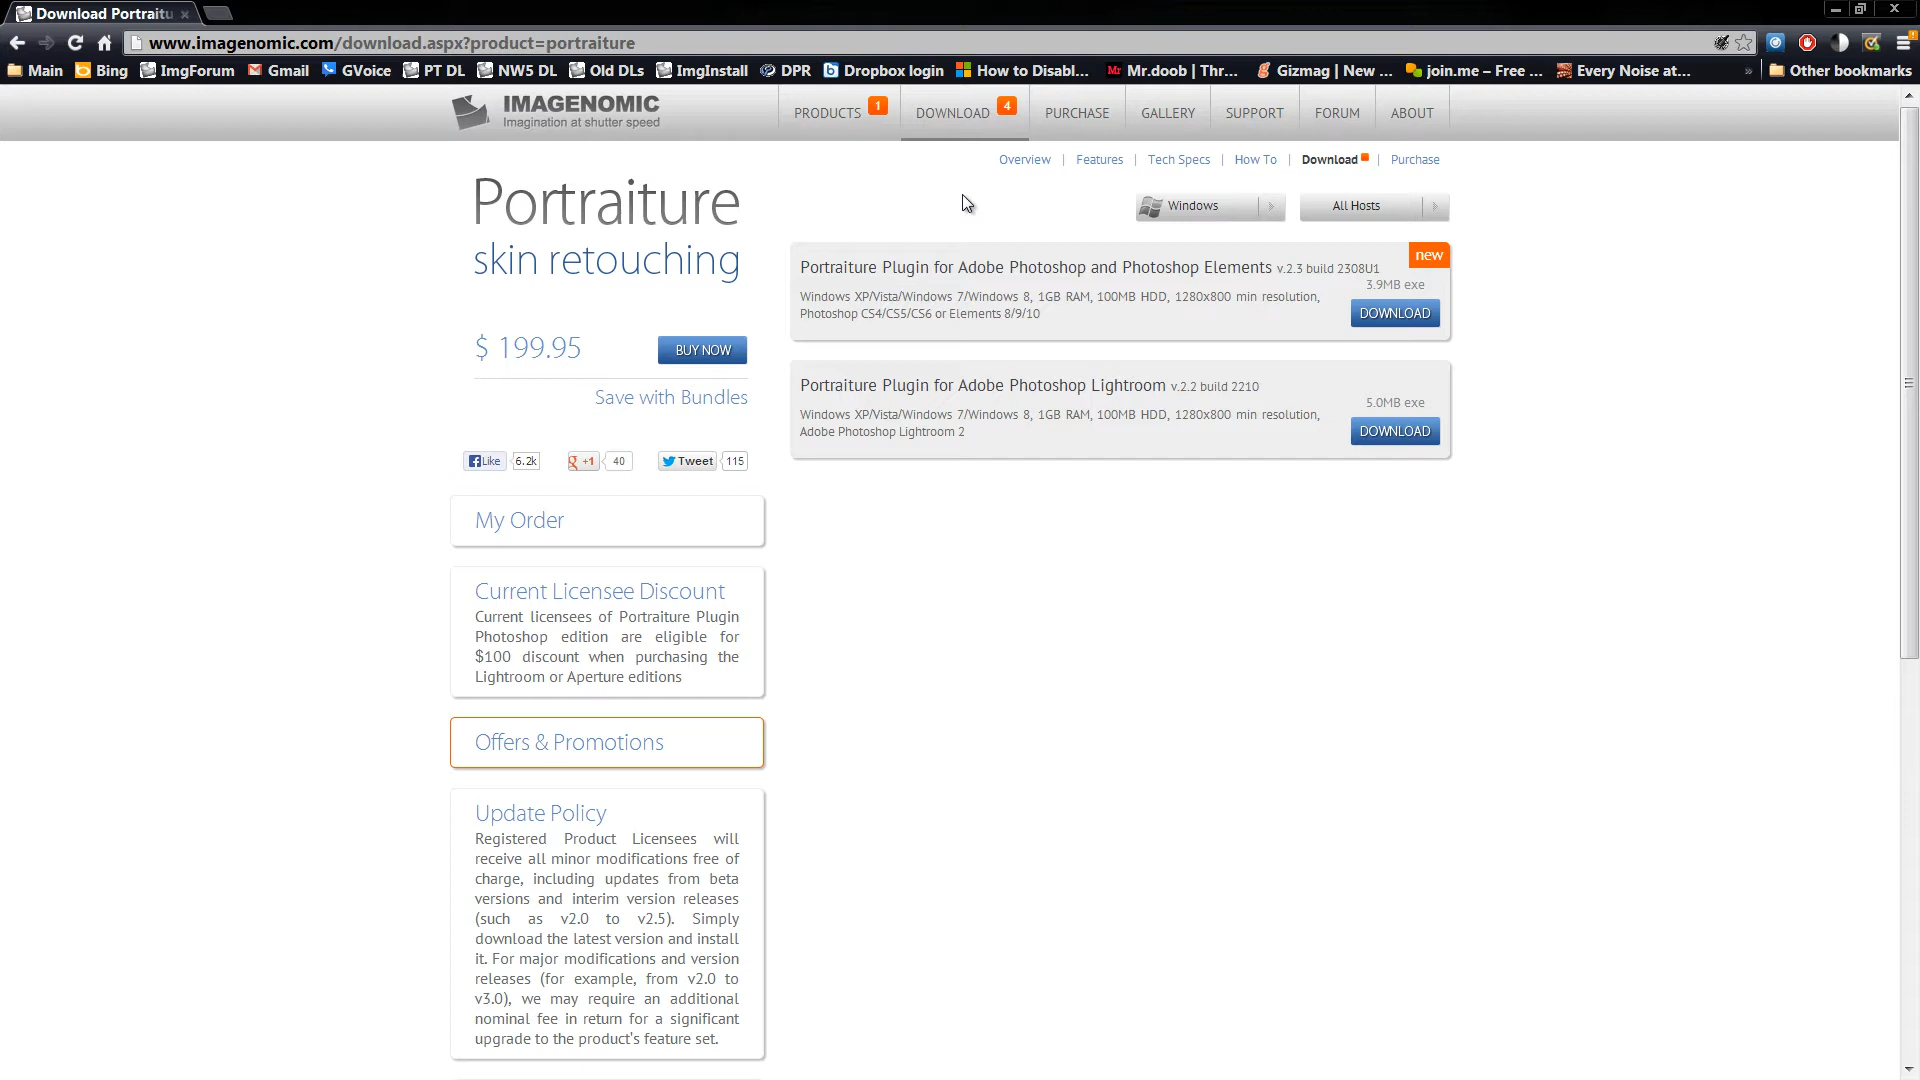 Download Portraitu
www.imagenomic.com/download.aspx?product=portraiture
Main Bing ImgForum Gmail GVoice PT DL NW5 DL Old DLs ImgInstall DPR Dropbox login How to Disabl... Mr.doob | Thr... Gizmag | New ... join.me – Free ... Every Noise at... » Other bookmarks
IMAGENOMIC
Imagination at shutter speed
PRODUCTS 1 DOWNLOAD 4 PURCHASE GALLERY SUPPORT FORUM ABOUT
Overview | Features | Tech Specs | How To | Download | Purchase
Portraiture
skin retouching
Windows All Hosts
$ 199.95 BUY NOW
Save with Bundles
Like 6.2k +1 40 Tweet 115
new
Portraiture Plugin for Adobe Photoshop and Photoshop Elements v.2.3 build 2308U1
3.9MB exe
Windows XP/Vista/Windows 7/Windows 8, 1GB RAM, 100MB HDD, 1280x800 min resolution,
Photoshop CS4/CS5/CS6 or Elements 8/9/10
DOWNLOAD
Portraiture Plugin for Adobe Photoshop Lightroom v.2.2 build 2210
5.0MB exe
Windows XP/Vista/Windows 7/Windows 8, 1GB RAM, 100MB HDD, 1280x800 min resolution,
Adobe Photoshop Lightroom 2
DOWNLOAD
My Order
Current Licensee Discount
Current licensees of Portraiture Plugin
Photoshop edition are eligible for
$100 discount when purchasing the
Lightroom or Aperture editions
Offers & Promotions
Update Policy
Registered Product Licensees will
receive all minor modifications free of
charge, including updates from beta
versions and interim version releases
(such as v2.0 to v2.5). Simply
download the latest version and install
it. For major modifications and version
releases (for example, from v2.0 to
v3.0), we may require an additional
nominal fee in return for a significant
upgrade to the product's feature set.